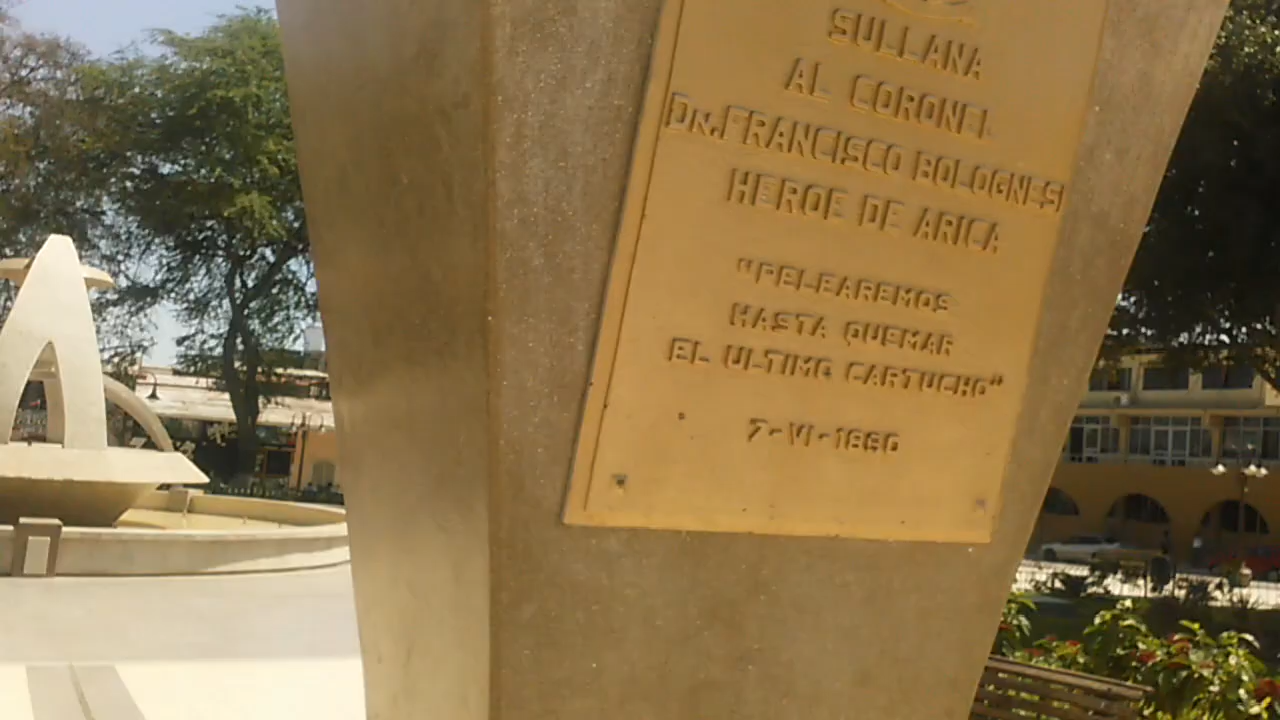 SULLANA
AL CORONEL
DN. FRANCISCO BOLOGNESI
HEROE DE ARICA
"PELEAREMOS
HASTA QUEMAR
EL ULTIMO CARTUCHO"
7-VI-1880